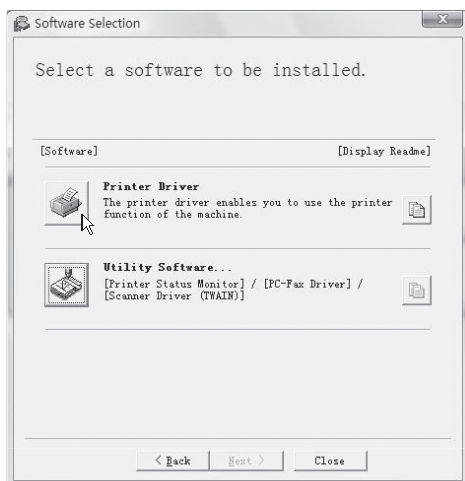 Software Selection
Select a software to be installed.
[Software] [Display Readme]
Printer Driver
The printer driver enables you to use the printer
function of the machine.
Utility Software...
[Printer Status Monitor] / [PC-Fax Driver] /
[Scanner Driver (TWAIN)]
< Back Next > Close